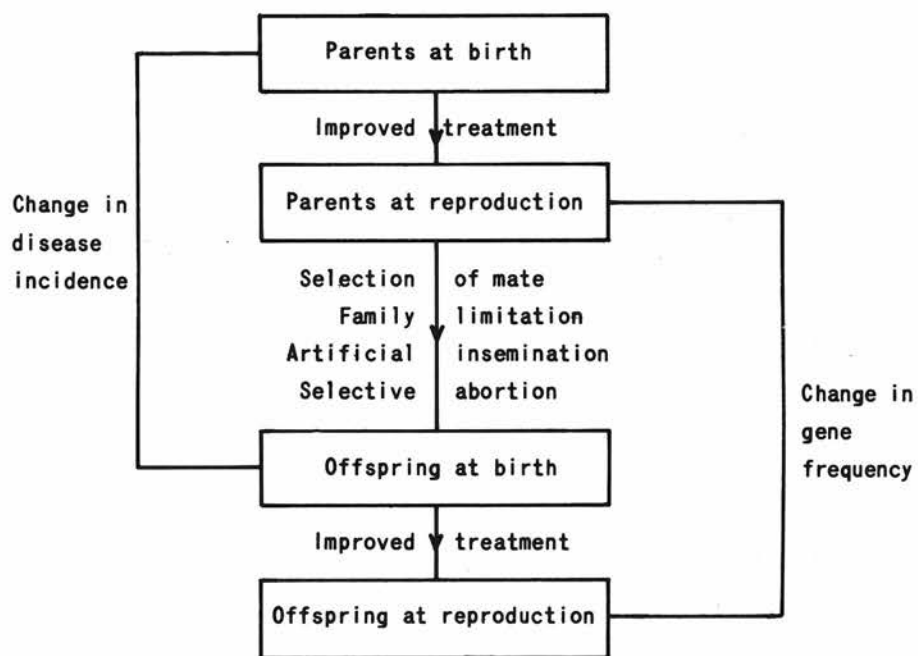 Parents at birth
Improved treatment
Parents at reproduction
Change in
disease
incidence
Selection of mate
Family limitation
Artificial insemination
Selective abortion
Change in
gene
frequency
Offspring at birth
Improved treatment
Offspring at reproduction